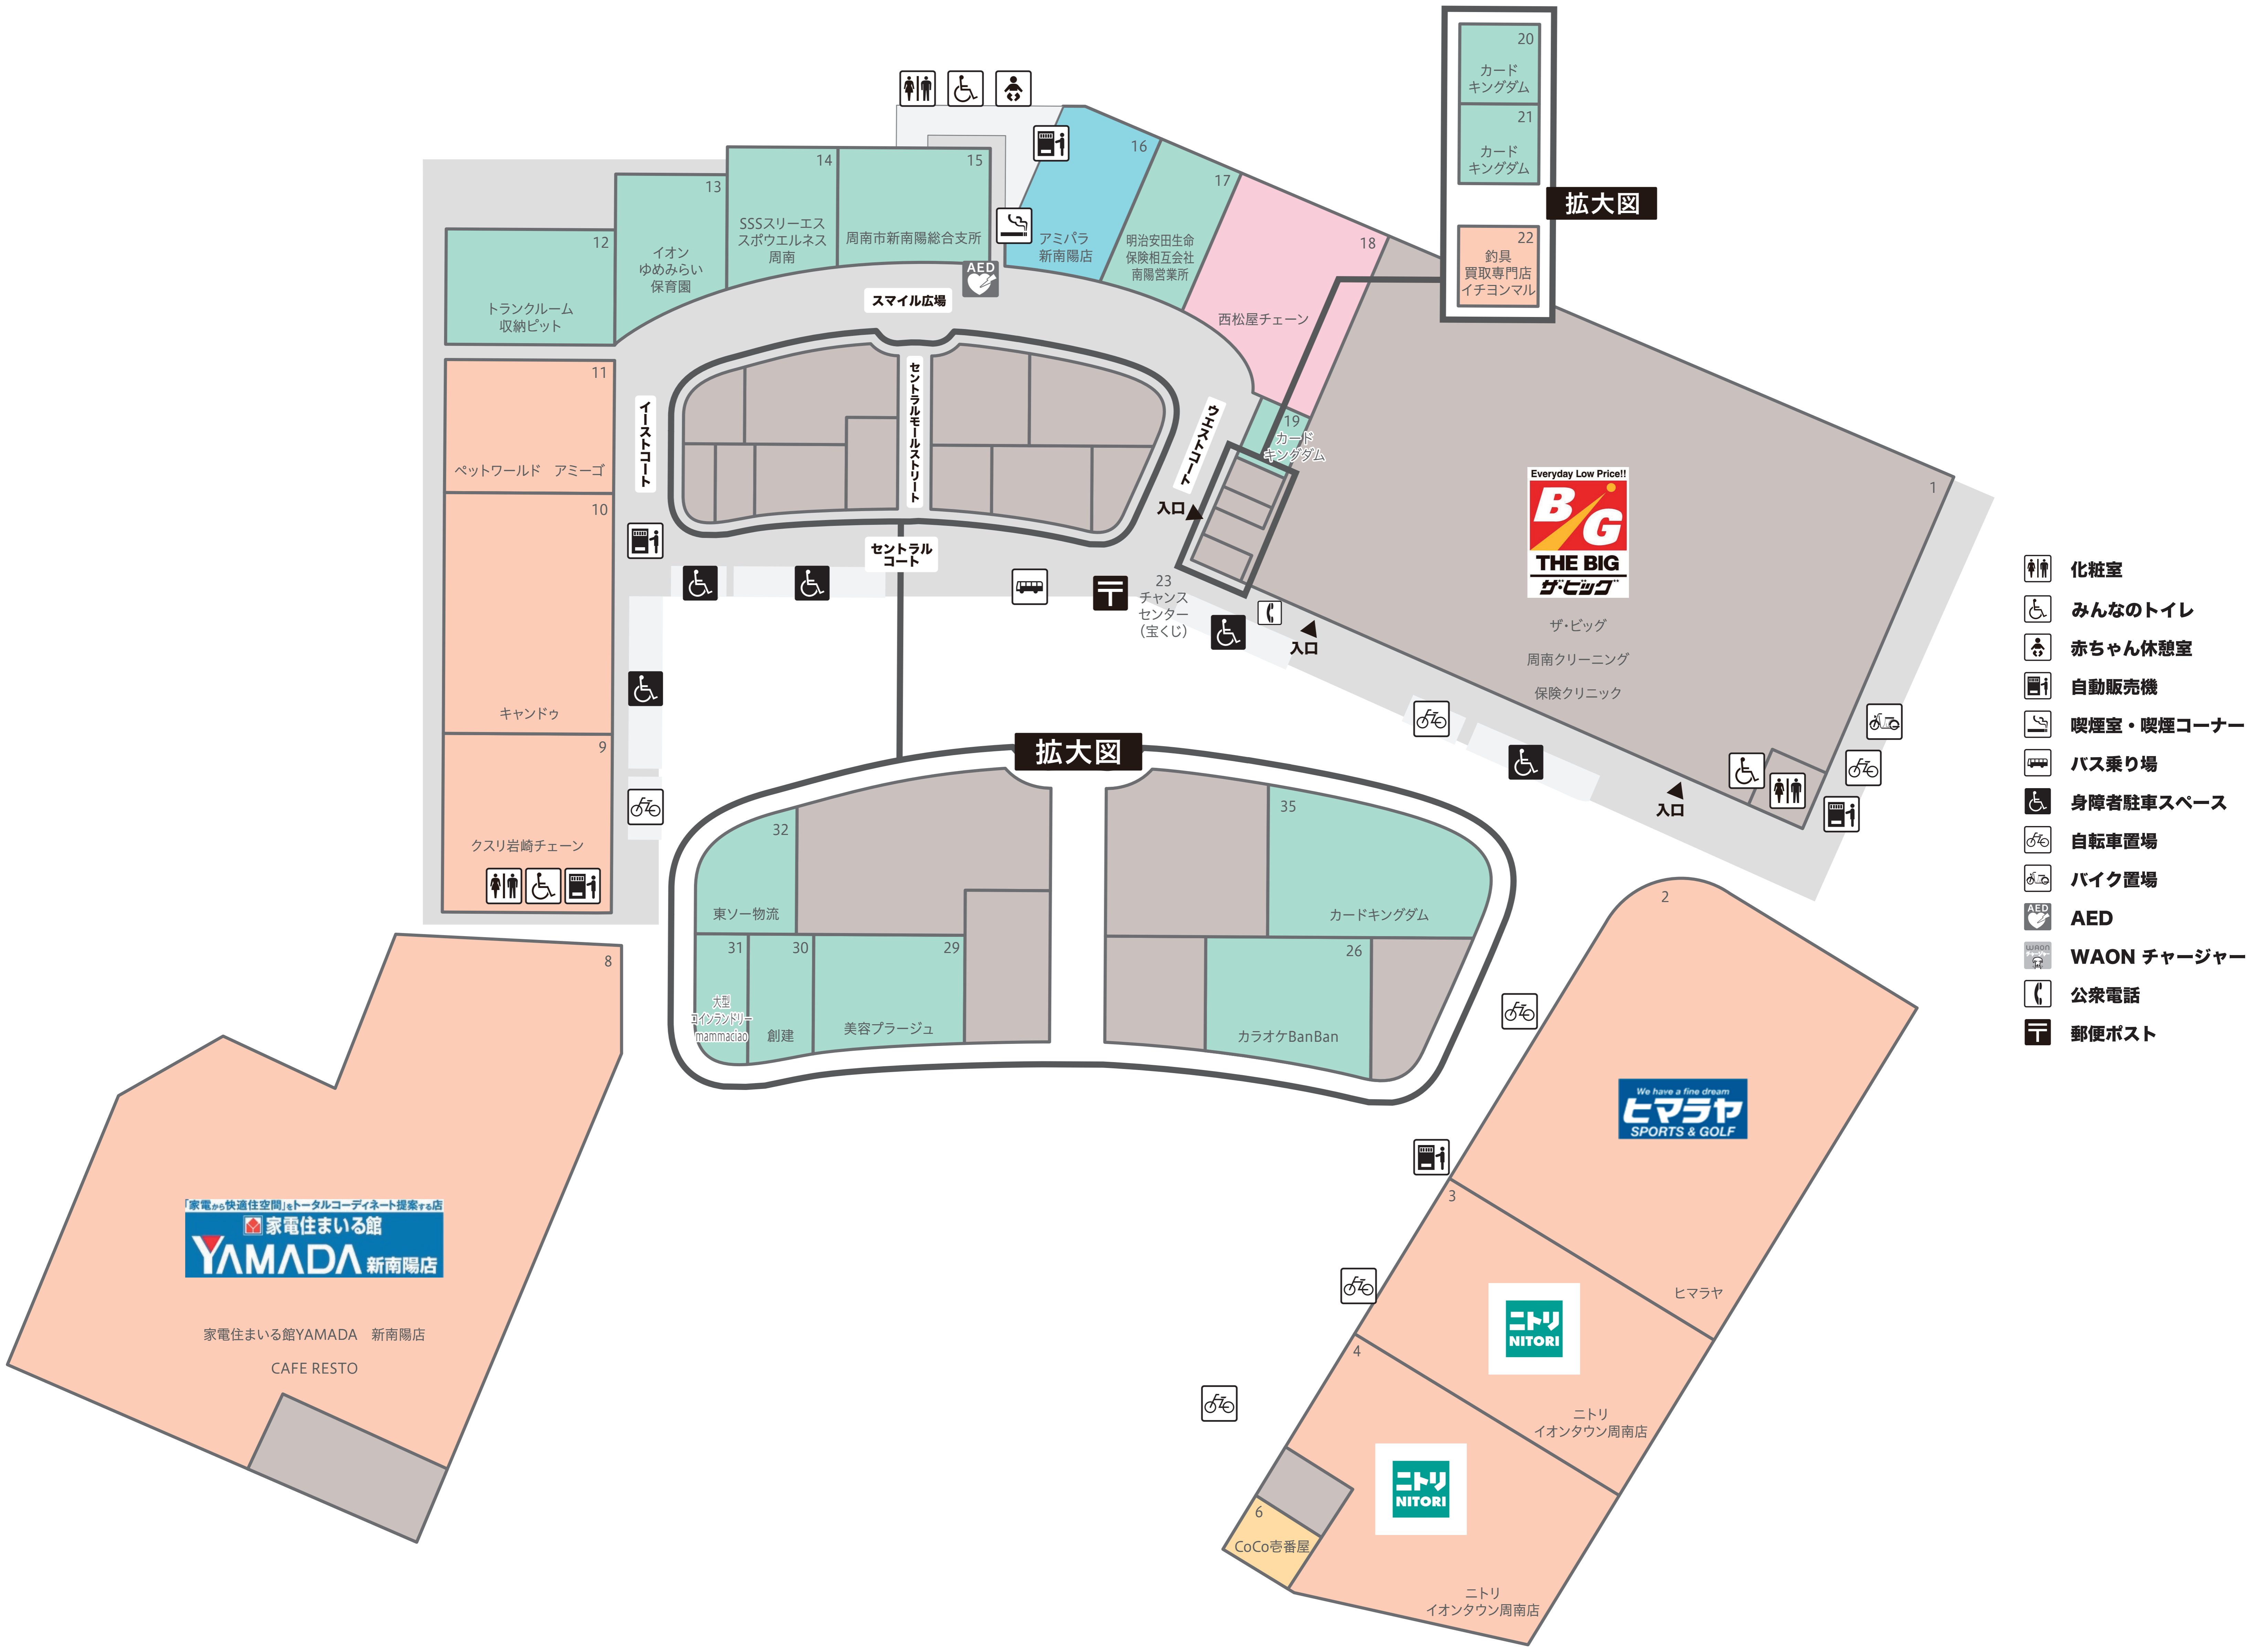 20
カード
キングダム
21
カード
キングダム
22
釣具
買取専門店
イチヨンマル
拡大図
12
トランクルーム
収納ピット
13
イオン
ゆめみらい
保育園
14
SSSスリーエス
スポウエルネス
周南
15
周南市新南陽総合支所
16
アミパラ
新南陽店
17
明治安田生命
保険相互会社
南陽営業所
18
西松屋チェーン
19
カード
キングダム
AED
スマイル広場
セントラルモールストリート
イーストコート
ウエストコート
セントラル
コート
入口
23
チャンス
センター
(宝くじ)
入口
入口
1
Everyday Low Price!!
BIG
THE BIG
ザ・ビッグ
ザ・ビッグ
周南クリーニング
保険クリニック
11
ペットワールド　アミーゴ
10
キャンドゥ
9
クスリ岩崎チェーン
8
「家電から快適住空間」をトータルコーディネート提案する店
家電住まいる館
YAMADA 新南陽店
家電住まいる館YAMADA　新南陽店
CAFE RESTO
拡大図
32
東ソー物流
31
大型
コインランドリー
mammaciao
30
創建
29
美容プラージュ
35
カードキングダム
26
カラオケBanBan
2
We have a fine dream
ヒマラヤ
SPORTS & GOLF
ヒマラヤ
3
ニトリ
NITORI
ニトリ
イオンタウン周南店
4
ニトリ
NITORI
ニトリ
イオンタウン周南店
6
CoCo壱番屋
化粧室
みんなのトイレ
赤ちゃん休憩室
自動販売機
喫煙室・喫煙コーナー
バス乗り場
身障者駐車スペース
自転車置場
バイク置場
AED
AED
WAON
WAON チャージャー
公衆電話
郵便ポスト